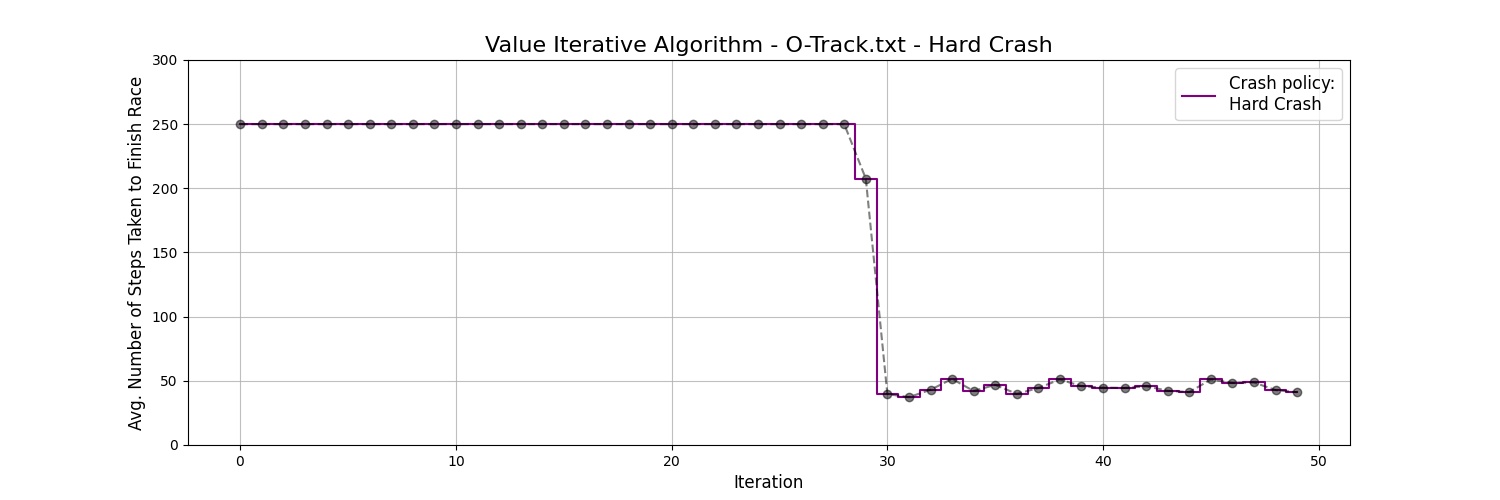 Value Iterative Algorithm - O-Track.txt - Hard Crash
Avg. Number of Steps Taken to Finish Race
300
250
200
150
100
50
0
Crash policy:
Hard Crash
0 10 20 30 40 50
Iteration